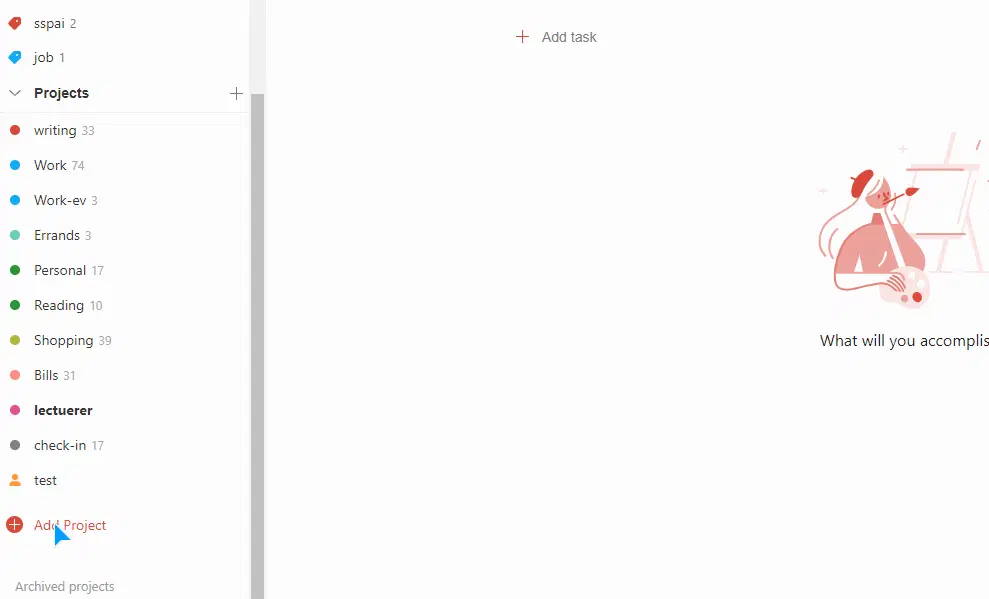 sspai 2
job 1
Projects
writing 33
Work 74
Work-ev 3
Errands 3
Personal 17
Reading 10
Shopping 39
Bills 31
lectuerer
check-in 17
test
Add Project
Archived projects
Add task
What will you accomplis